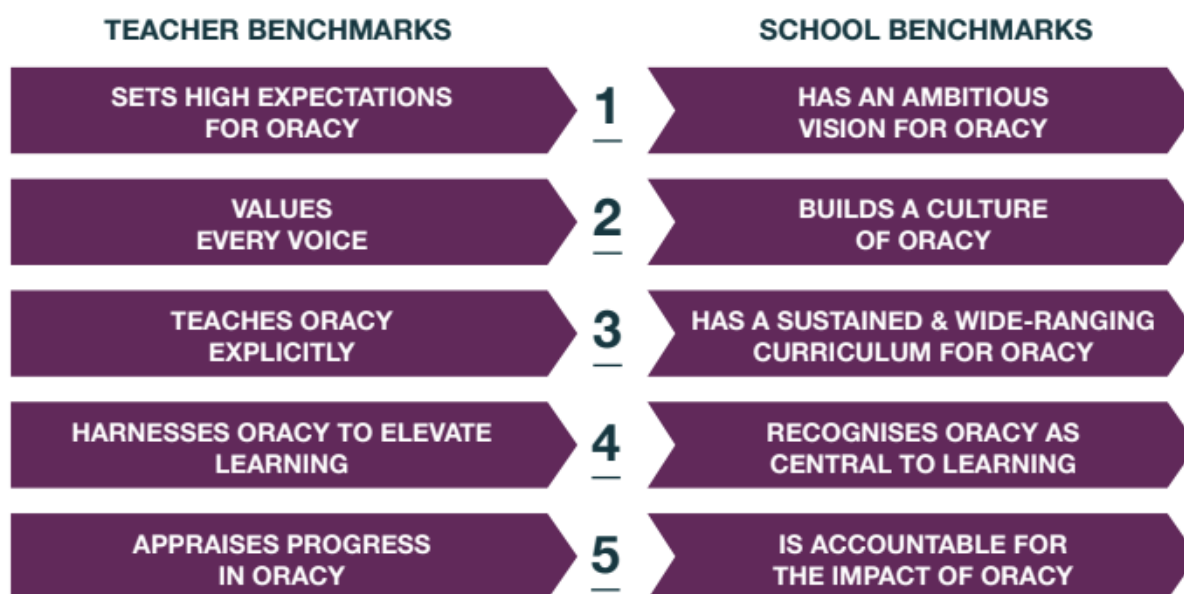 TEACHER BENCHMARKS
SCHOOL BENCHMARKS
SETS HIGH EXPECTATIONS
FOR ORACY
1
HAS AN AMBITIOUS
VISION FOR ORACY
VALUES
EVERY VOICE
2
BUILDS A CULTURE
OF ORACY
TEACHES ORACY
EXPLICITLY
3
HAS A SUSTAINED & WIDE-RANGING
CURRICULUM FOR ORACY
HARNESSES ORACY TO ELEVATE
LEARNING
4
RECOGNISES ORACY AS
CENTRAL TO LEARNING
APPRAISES PROGRESS
IN ORACY
5
IS ACCOUNTABLE FOR
THE IMPACT OF ORACY